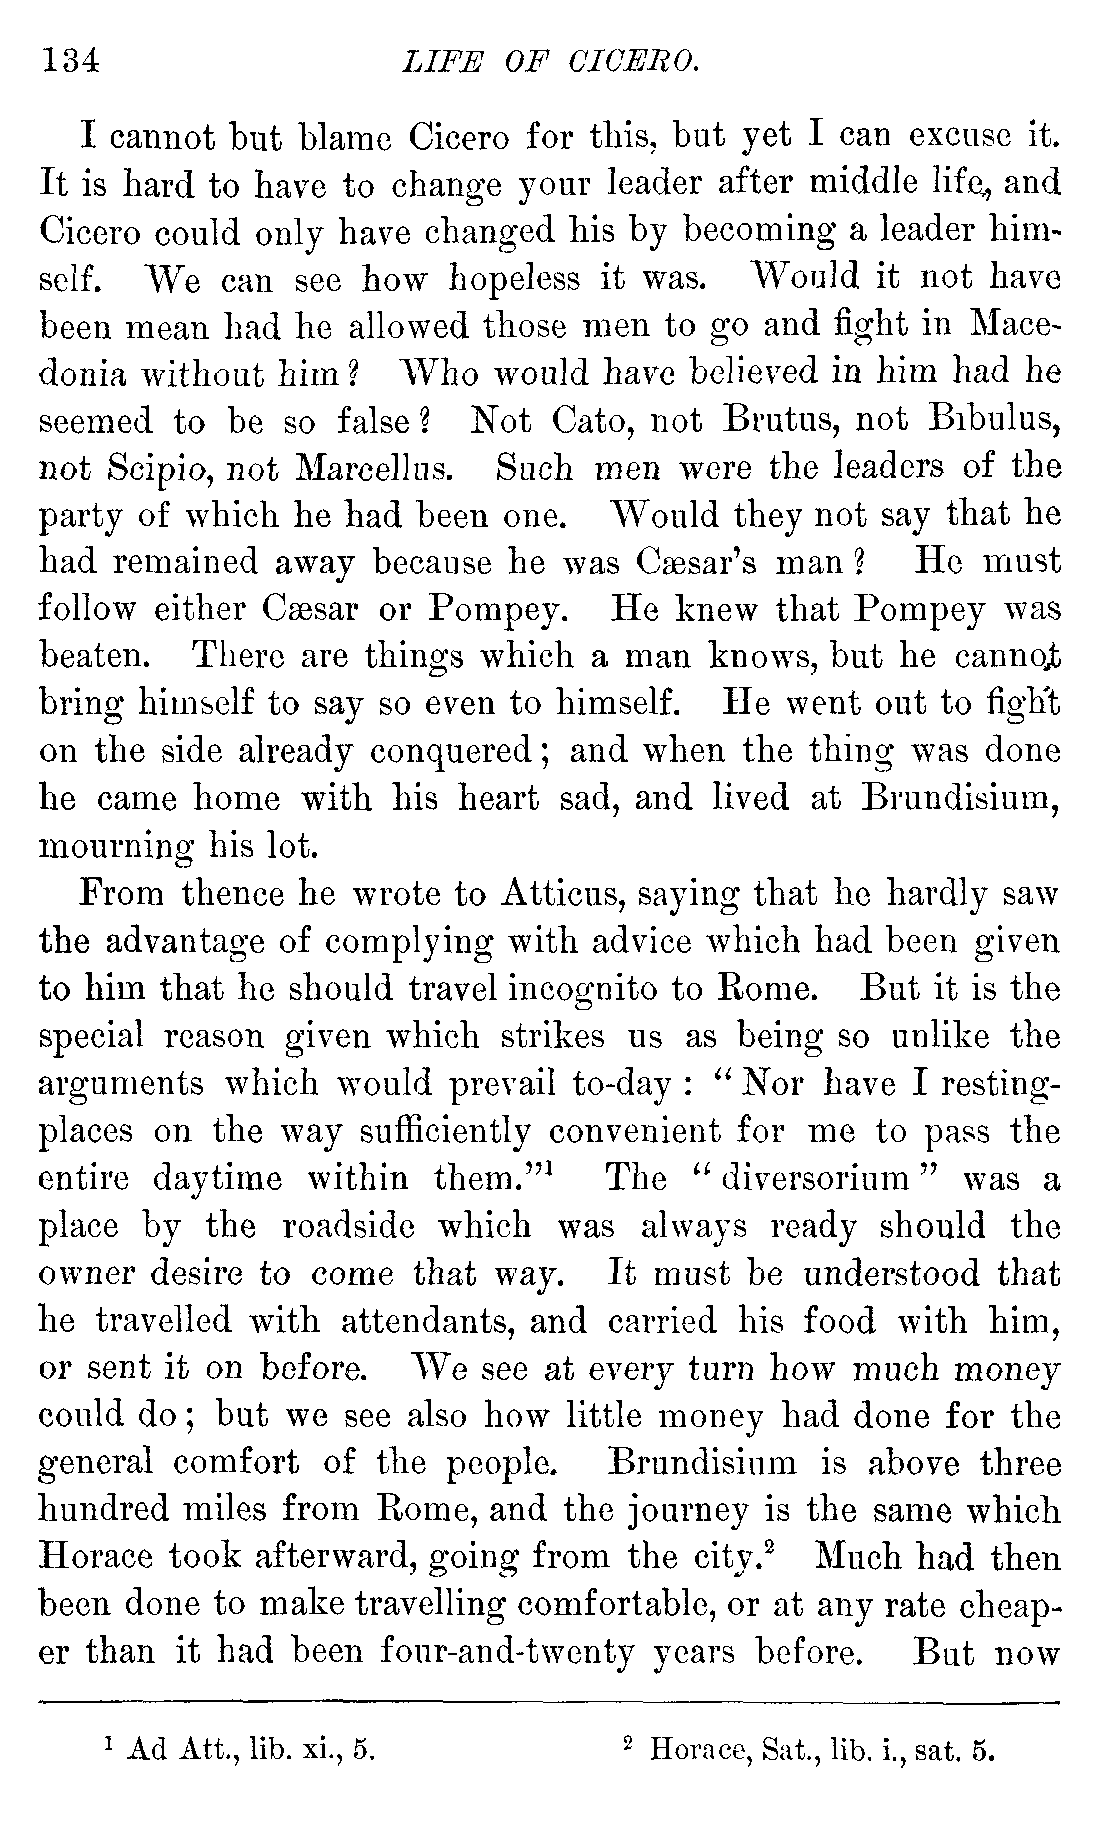 134 LIFE OF CICERO.
I cannot but blame Cicero for this, but yet I can excuse it.
It is hard to have to change your leader after middle life, and
Cicero could only have changed his by becoming a leader him-
self. We can see how hopeless it was. Would it not have
been mean had he allowed those men to go and fight in Mace-
donia without him? Who would have believed in him had he
seemed to be so false? Not Cato, not Brutus, not Bibulus,
not Scipio, not Marcellus. Such men were the leaders of the
party of which he had been one. Would they not say that he
had remained away because he was Cæsar's man? He must
follow either Cæsar or Pompey. He knew that Pompey was
beaten. There are things which a man knows, but he cannot
bring himself to say so even to himself. He went out to fight
on the side already conquered; and when the thing was done
he came home with his heart sad, and lived at Brundisium,
mourning his lot.
From thence he wrote to Atticus, saying that he hardly saw
the advantage of complying with advice which had been given
to him that he should travel incognito to Rome. But it is the
special reason given which strikes us as being so unlike the
arguments which would prevail to-day: "Nor have I resting-
places on the way sufficiently convenient for me to pass the
entire daytime within them."¹ The "diversorium" was a
place by the roadside which was always ready should the
owner desire to come that way. It must be understood that
he travelled with attendants, and carried his food with him,
or sent it on before. We see at every turn how much money
could do; but we see also how little money had done for the
general comfort of the people. Brundisium is above three
hundred miles from Rome, and the journey is the same which
Horace took afterward, going from the city.² Much had then
been done to make travelling comfortable, or at any rate cheap-
er than it had been four-and-twenty years before. But now
¹ Ad Att., lib. xi., 5. ² Horace, Sat., lib. i., sat. 5.